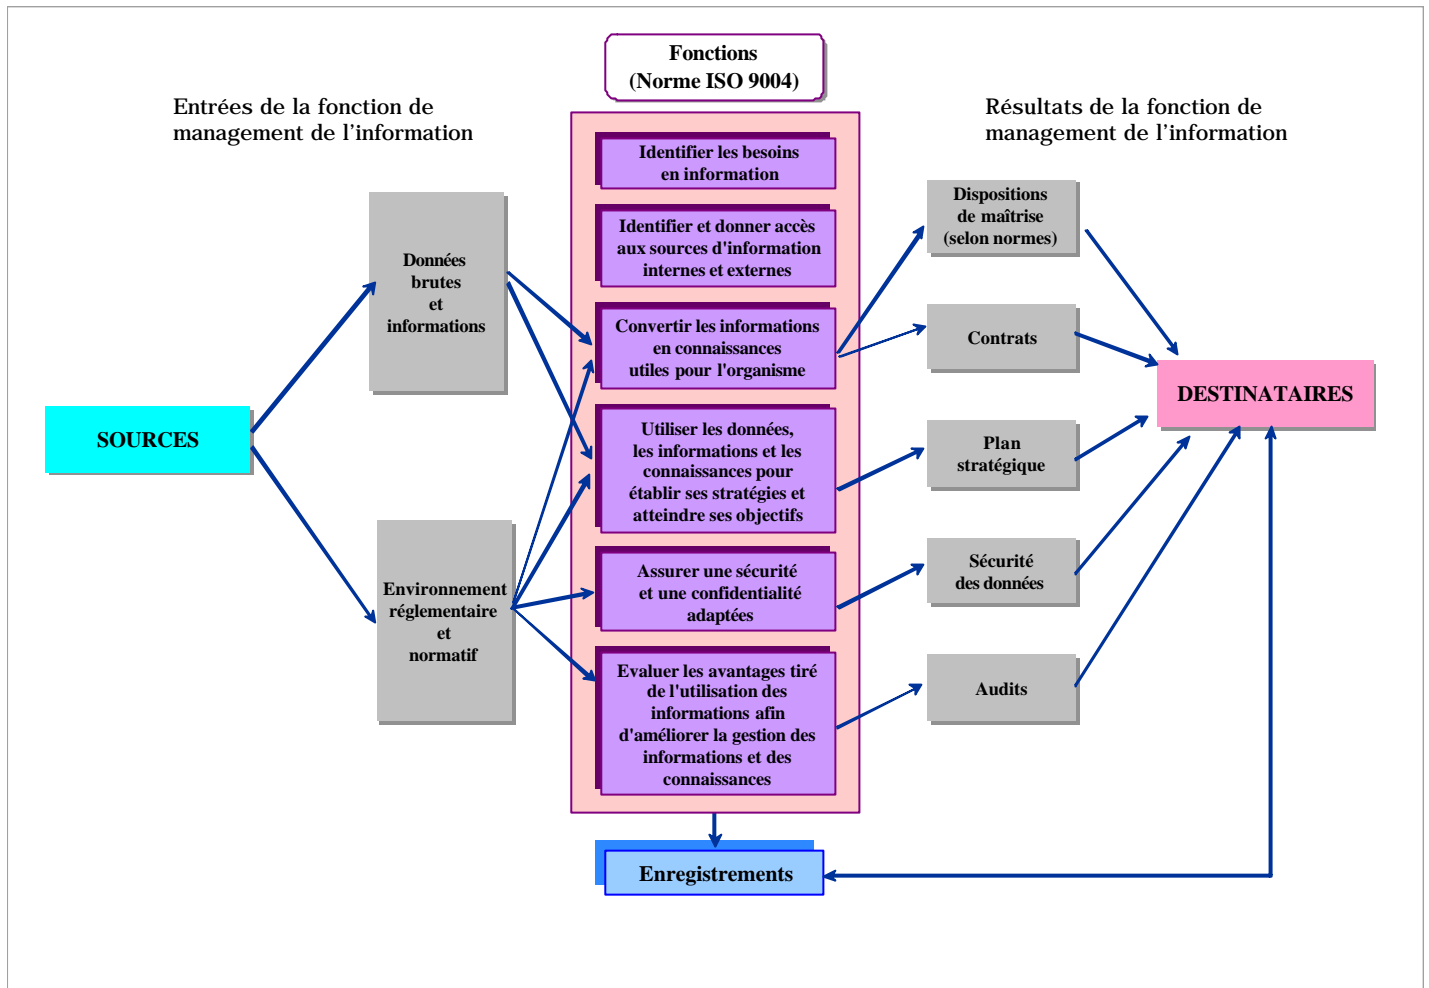 Fonctions
(Norme ISO 9004)
Entrées de la fonction de
management de l'information
Résultats de la fonction de
management de l'information
SOURCES
Données
brutes
et
informations
Environnement
réglementaire
et
normatif
Identifier les besoins
en information
Identifier et donner accès
aux sources d'information
internes et externes
Convertir les informations
en connaissances
utiles pour l'organisme
Utiliser les données,
les informations et les
connaissances pour
établir ses stratégies et
atteindre ses objectifs
Assurer une sécurité
et une confidentialité
adaptées
Evaluer les avantages tiré
de l'utilisation des
informations afin
d'améliorer la gestion des
informations et des
connaissances
Enregistrements
Dispositions
de maîtrise
(selon normes)
Contrats
Plan
stratégique
Sécurité
des données
Audits
DESTINATAIRES